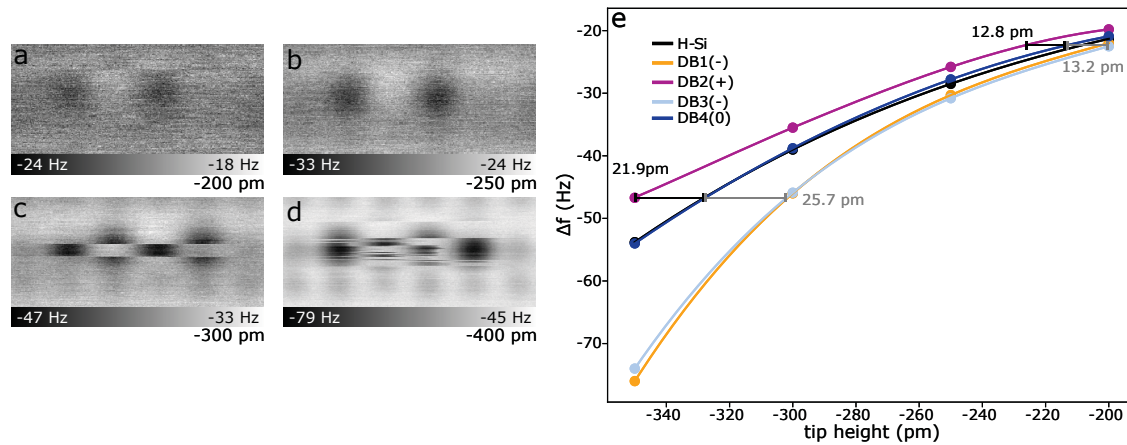 a
-24 Hz -18 Hz
-200 pm
b
-33 Hz -24 Hz
-250 pm
c
-47 Hz -33 Hz
-300 pm
d
-79 Hz -45 Hz
-400 pm
e
H-Si
DB1(-)
DB2(+)
DB3(-)
DB4(0)
12.8 pm
13.2 pm
21.9pm
25.7 pm
Δf (Hz)
-20
-30
-40
-50
-60
-70
-340 -320 -300 -280 -260 -240 -220 -200
tip height (pm)